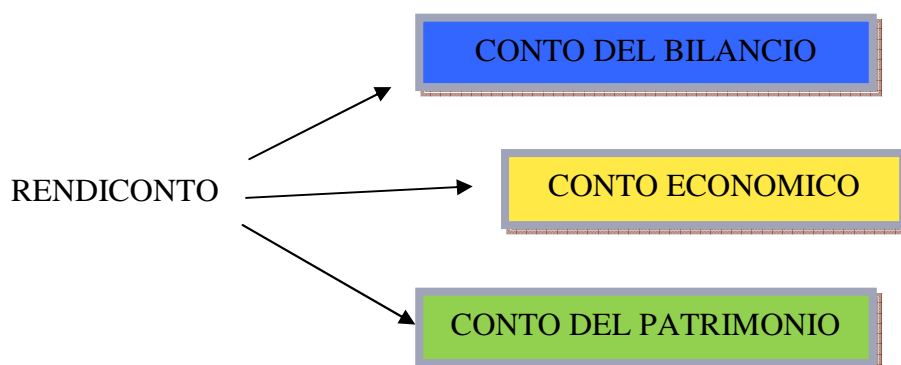 CONTO DEL BILANCIO
RENDICONTO
CONTO ECONOMICO
CONTO DEL PATRIMONIO